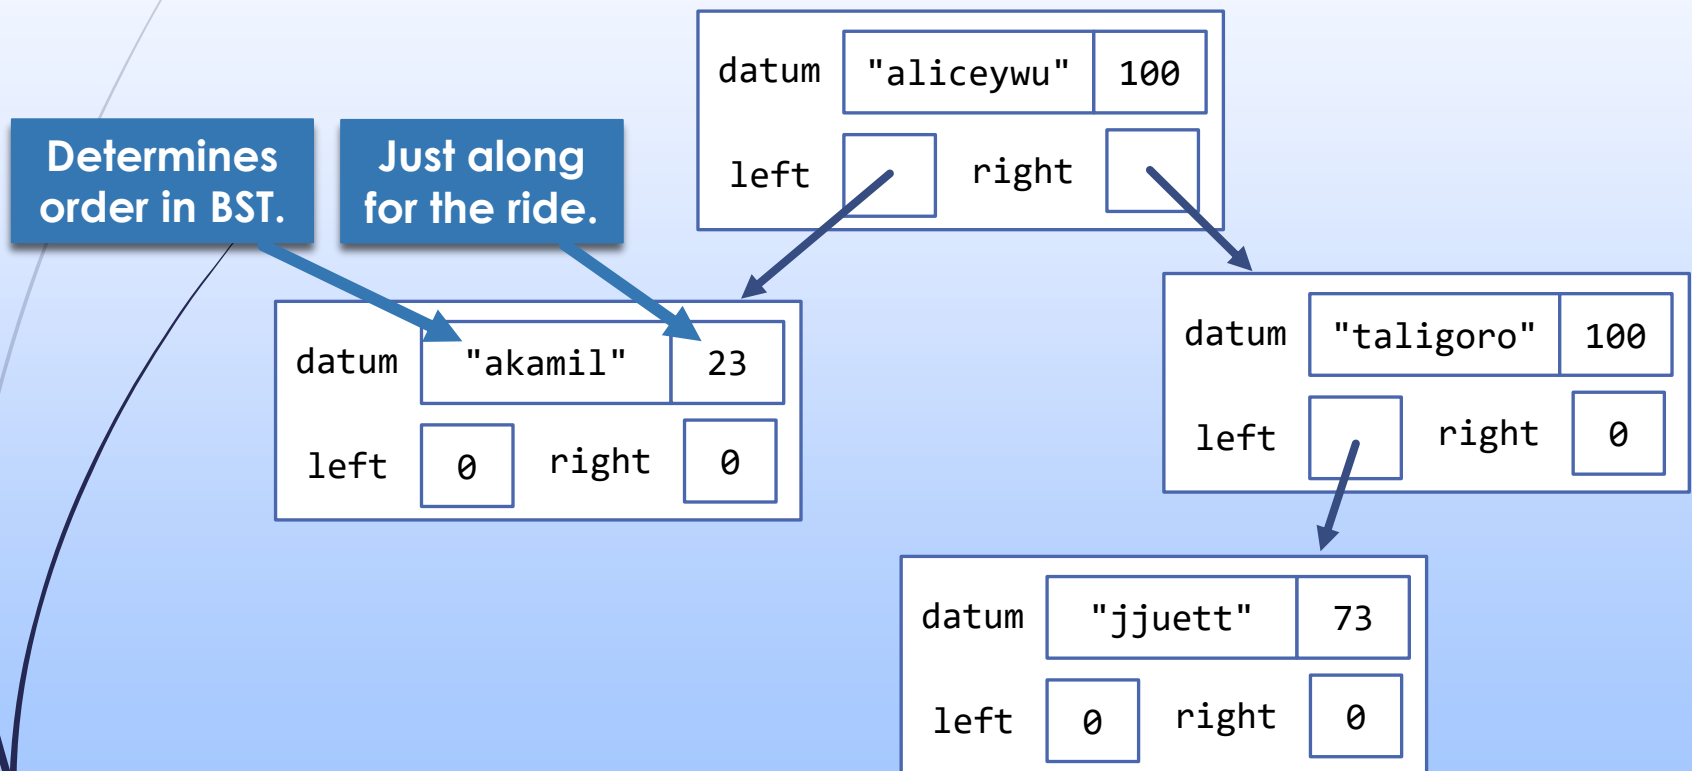 datum "aliceywu" 100
left right
Determines
order in BST.
Just along
for the ride.
datum "akamil" 23
left 0 right 0
datum "taligoro" 100
left right 0
datum "jjuett" 73
left 0 right 0